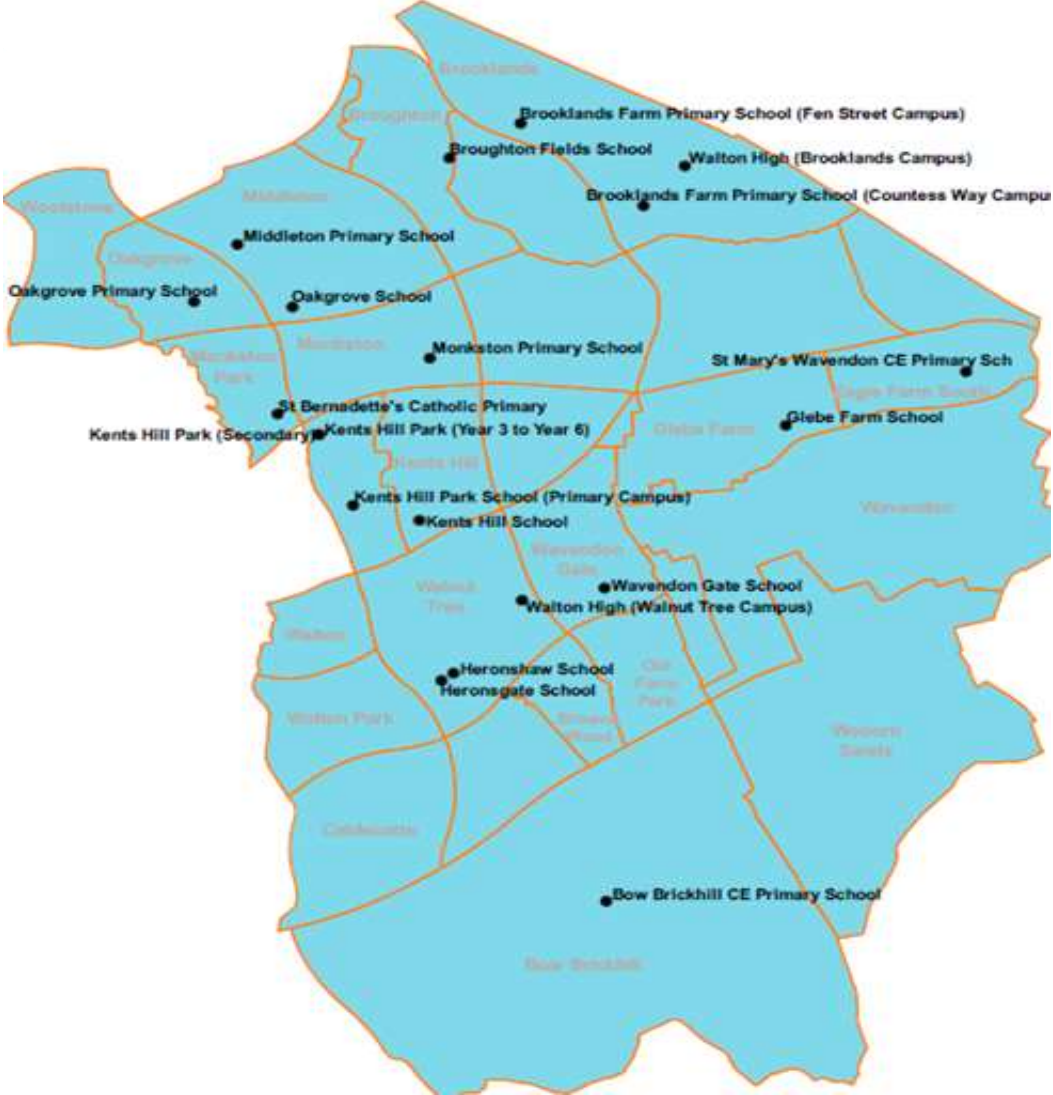 Brooklands
Brooklands Farm Primary School (Fen Street Campus)
Broughton
Broughton Fields School
Walton High (Brooklands Campus)
Brooklands Farm Primary School (Countess Way Campus
Woolstone
Middleton
Middleton Primary School
Oakgrove
Oakgrove Primary School
Oakgrove School
Monkston
Monkston Primary School
Monkston
Park
St Mary's Wavendon CE Primary Sch
Eagle Farm South
St Bernadette's Catholic Primary
Glebe Farm School
Glebe Farm
Kents Hill Park (Secondary)
Kents Hill Park (Year 3 to Year 6)
Kents Hill
Kents Hill Park School (Primary Campus)
Wavendon
Kents Hill School
Wavendon
Gate
Walnut
Tree
Wavendon Gate School
Walton High (Walnut Tree Campus)
Walton
Heronshaw School
Heronsgate School
Old
Farm
Park
Walton Park
Browns
Wood
Woburn
Sands
Caldecotte
Bow Brickhill CE Primary School
Bow Brickhill